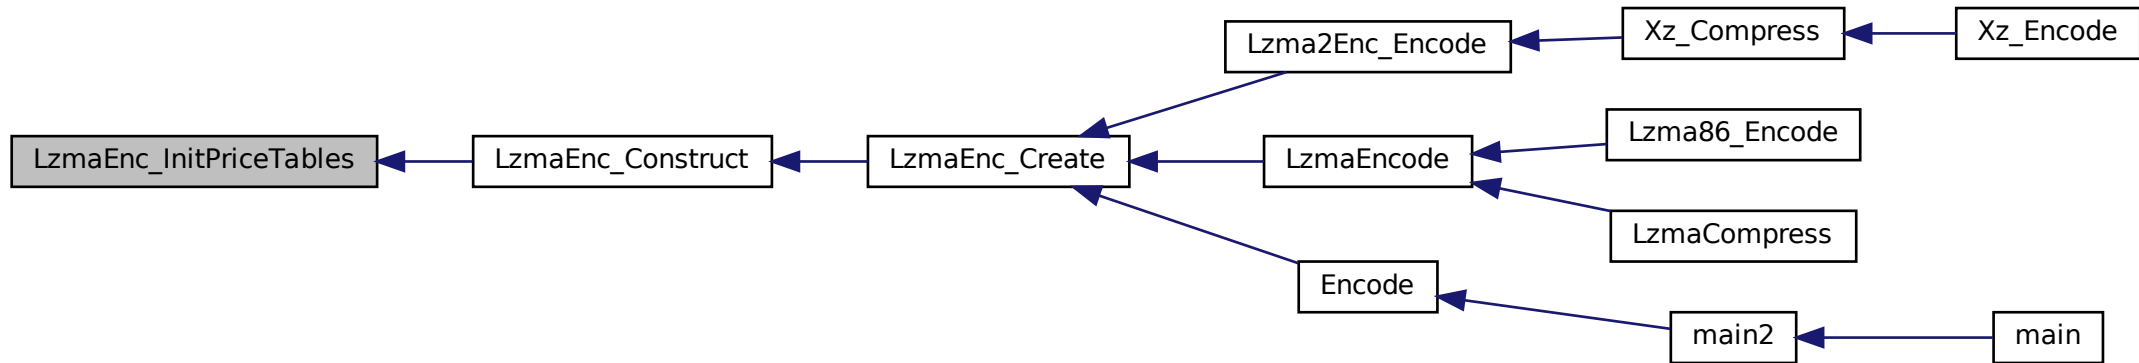 LzmaEnc_InitPriceTables
LzmaEnc_Construct
LzmaEnc_Create
Lzma2Enc_Encode
Xz_Compress
Xz_Encode
LzmaEncode
Lzma86_Encode
LzmaCompress
Encode
main2
main